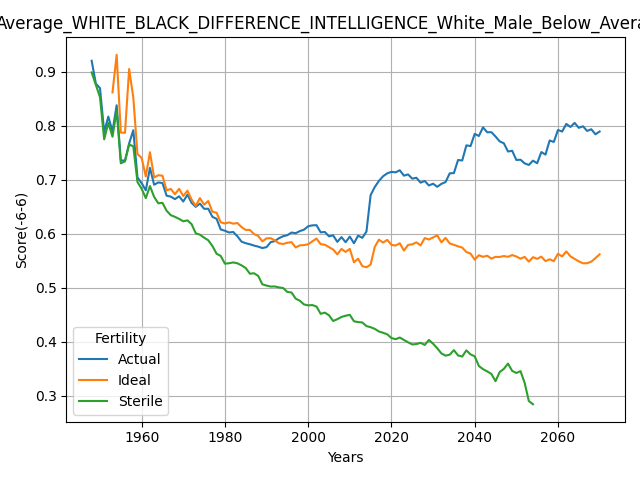 Average_WHITE_BLACK_DIFFERENCE_INTELLIGENCE_White_Male_Below_Avera
0.9
0.8
0.7
0.6
0.5
0.4
0.3
Score(-6-6)
Fertility
Actual
Ideal
Sterile
1960 1980 2000 2020 2040 2060
Years